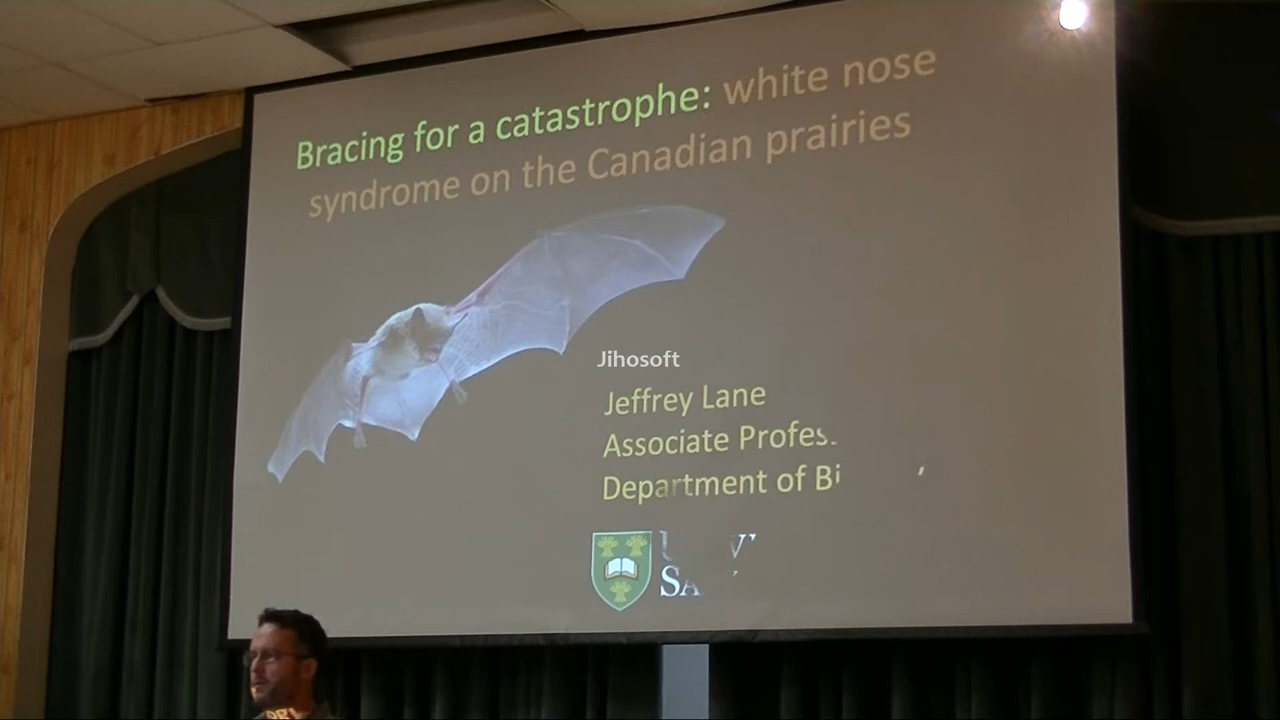 Bracing for a catastrophe: white nose
syndrome on the Canadian prairies
Jihosoft
Jeffrey Lane
Associate
Department of